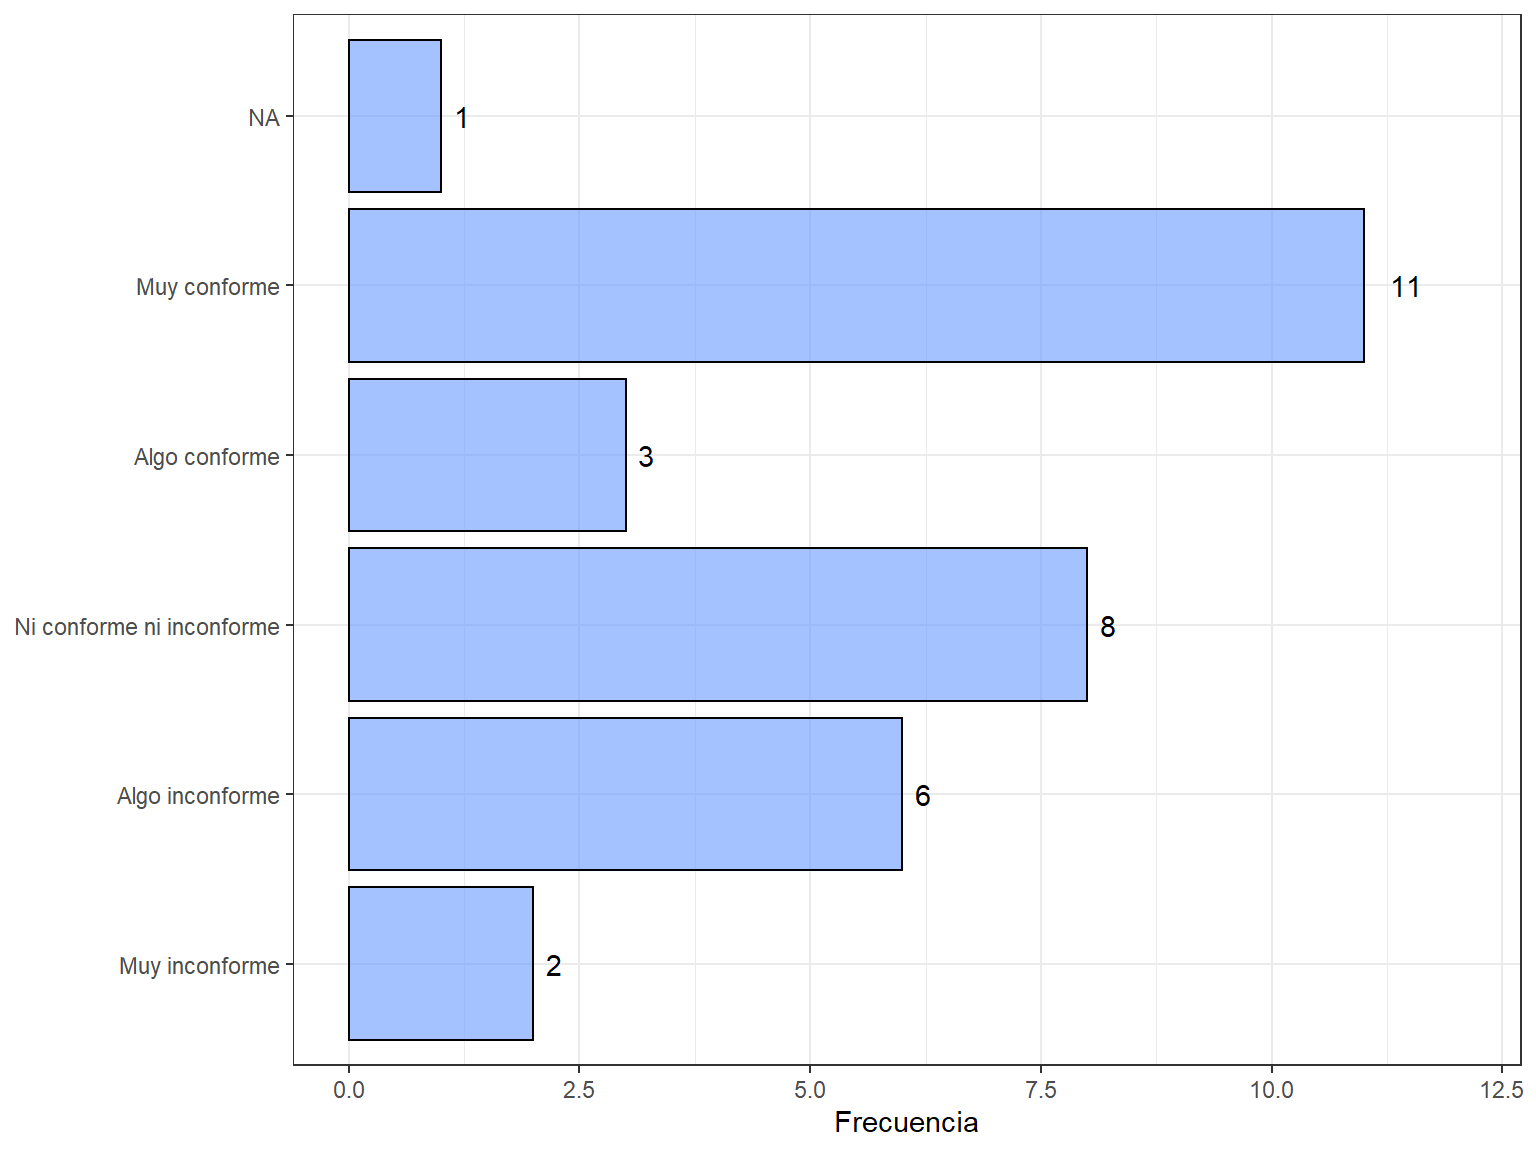 NA
1
Muy conforme
11
Algo conforme
3
Ni conforme ni inconforme
8
Algo inconforme
6
Muy inconforme
2
0.0 2.5 5.0 7.5 10.0 12.5
Frecuencia